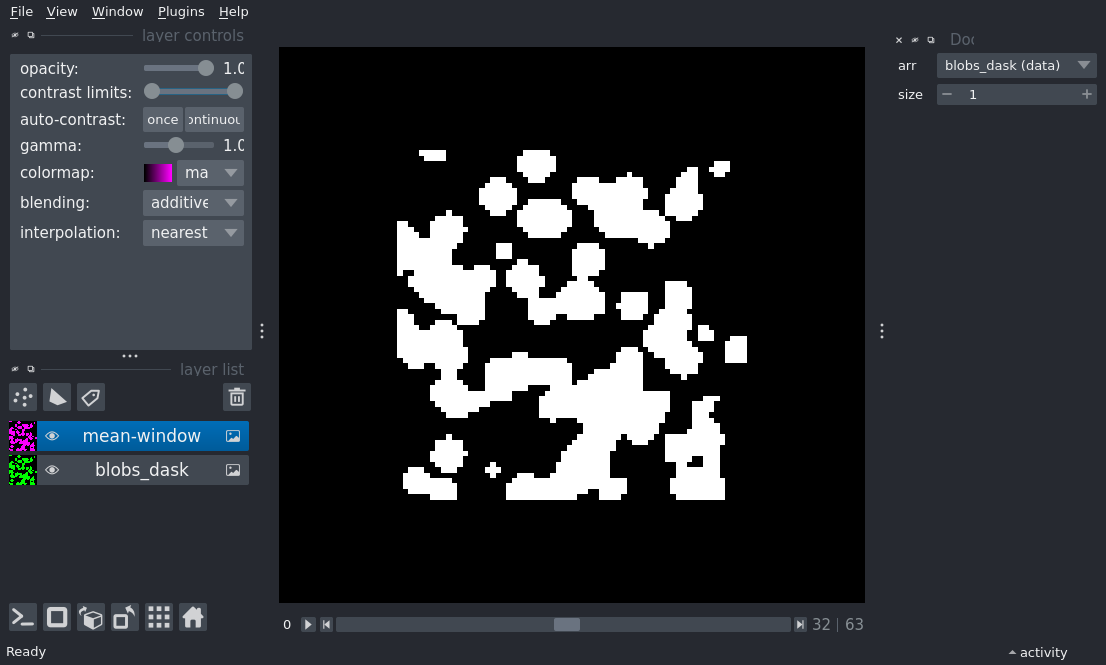 File View Window Plugins Help
layer controls
opacity: 1.0
contrast limits:
auto-contrast: once ontinuou
gamma: 1.0
colormap: ma
blending: additive
interpolation: nearest
layer list
mean-window
blobs_dask
0 32 | 63
Doc
arr blobs_dask (data)
size 1
Ready
activity